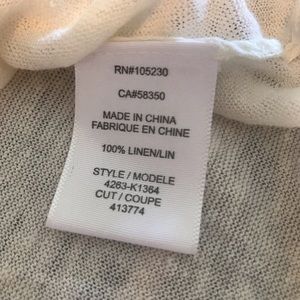 RN#105230
CA#58350
MADE IN CHINA
FABRIQUE EN CHINE
100% LINEN/LIN
STYLE / MODELE
4263-K1364
CUT / COUPE
413774